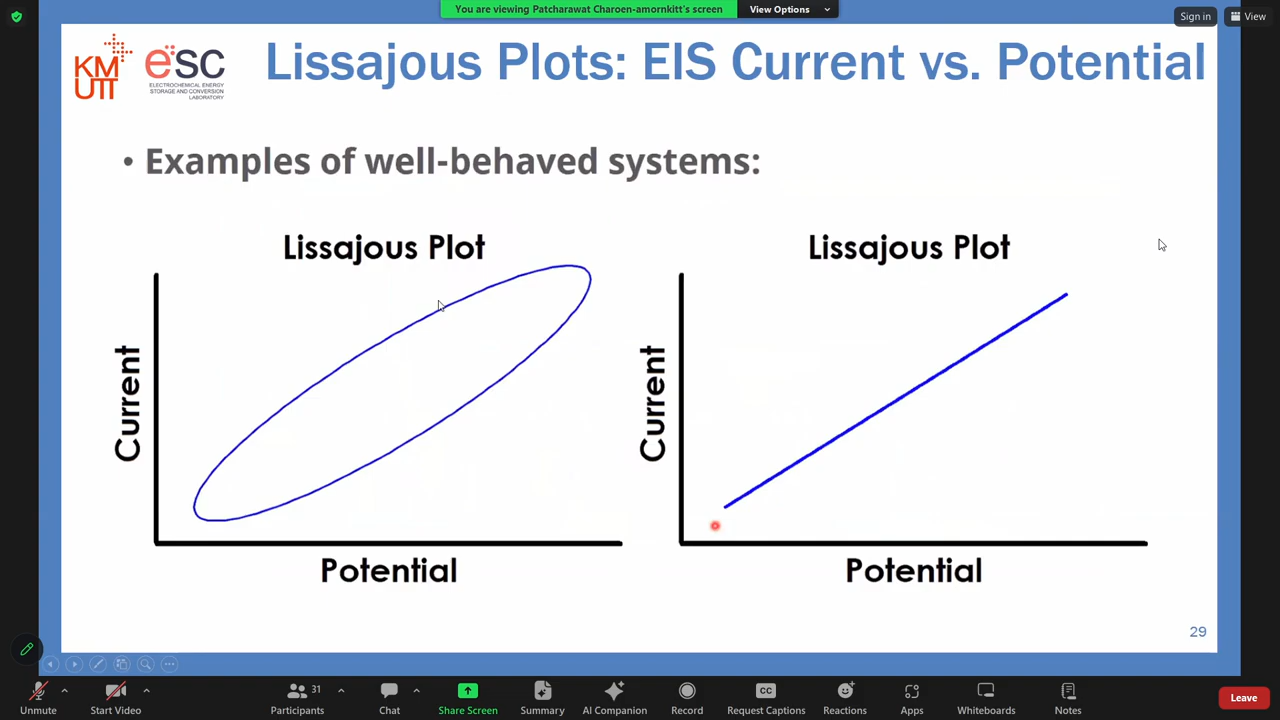 You are viewing Patcharawat Charoen-amornkitt's screen
View Options
Sign in
View
KM
UTT
esc
ELECTROCHEMICAL ENERGY
STORAGE AND CONVERSION
LABORATORY
Lissajous Plots: EIS Current vs. Potential
• Examples of well-behaved systems:
Lissajous Plot
Current
Potential
Lissajous Plot
Current
Potential
29
Unmute
Start Video
31
Participants
Chat
Share Screen
Summary
AI Companion
Record
CC
Request Captions
Reactions
Apps
Whiteboards
Notes
Leave